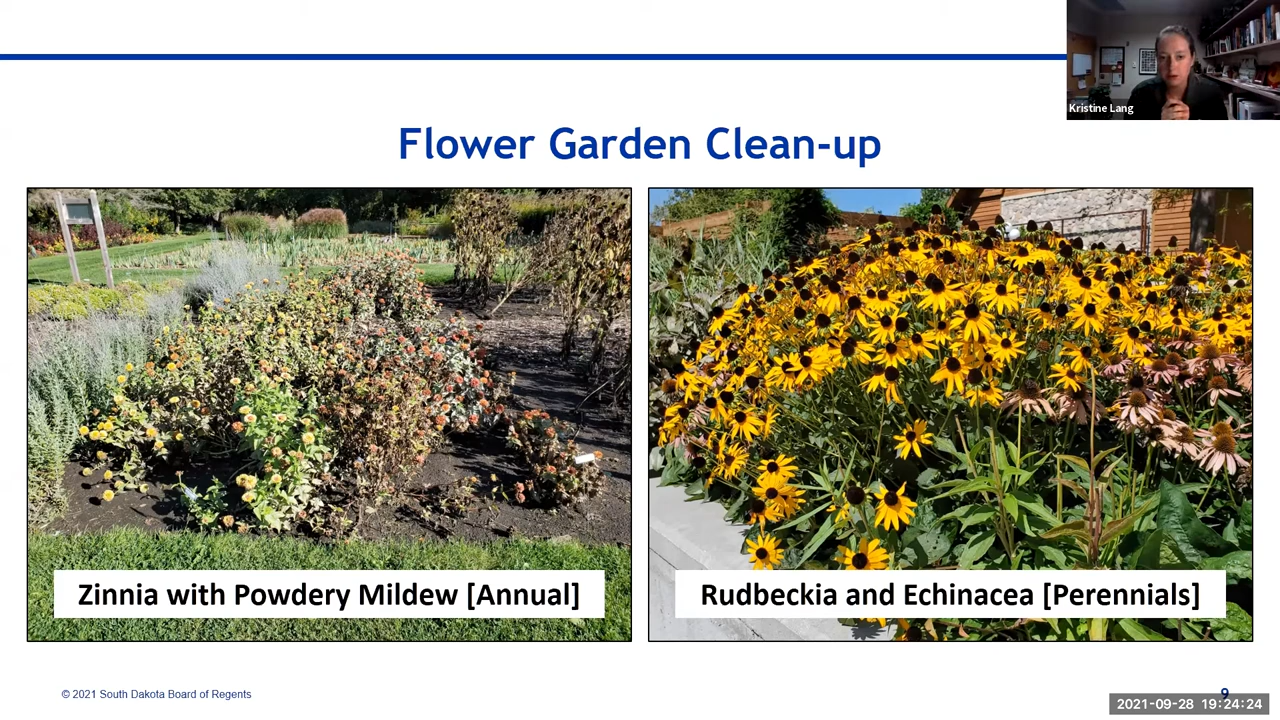 Kristine Lang
Flower Garden Clean-up
Zinnia with Powdery Mildew [Annual]
Rudbeckia and Echinacea [Perennials]
© 2021 South Dakota Board of Regents
9
2021-09-28 19:24:24